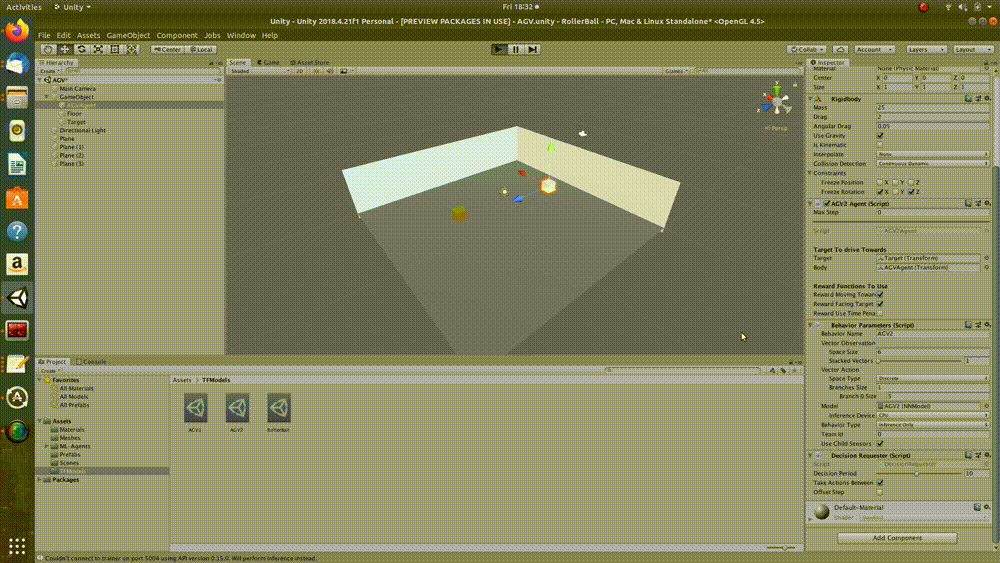 Activities Unity Fri 18:32
Unity - Unity 2018.4.21f1 Personal - [PREVIEW PACKAGES IN USE] - AGV.unity - RollerBall - PC, Mac & Linux Standalone* <OpenGL 4.5>
File Edit Assets GameObject Component Jobs Window Help
Center Local Collab Account Layers Layout
Hierarchy Scene Game Asset Store Inspector
Create Shaded 2D Gizmos
AGV*
Main Camera
GameObject
AGVAgent
Floor
Target
Directional Light
Plane
Plane (1)
Plane (2)
Plane (3)
Persp
Project Console
Create
Favorites
All Materials
All Models
All Prefabs
Assets
Materials
Meshes
ML-Agents
Prefabs
Scenes
TFModels
Packages
Assets > TFModels
AGV1 AGV2 RollerBall
Material None (Physic Material)
Center X 0 Y 0 Z 0
Size X 1 Y 1 Z 1
Rigidbody
Mass 25
Drag 2
Angular Drag 0.05
Use Gravity
Is Kinematic
Interpolate None
Collision Detection Continuous Dynamic
Constraints
Freeze Position X Y Z
Freeze Rotation X Y Z
AGV2 Agent (Script)
Max Step 0
Script AGV2Agent
Target To drive Towards
Target Target (Transform)
Body AGVAgent (Transform)
Reward Functions To Use
Reward Moving Towar
Reward Facing Target
Reward Use Time Pena
Behavior Parameters (Script)
Behavior Name AGV2
Vector Observation
Space Size 6
Stacked Vectors 1
Vector Action
Space Type Discrete
Branches Size 1
Branch 0 Size 5
Model AGV2 (NNModel)
Inference Device CPU
Behavior Type Inference Only
Team Id 0
Use Child Sensors
Decision Requester (Script)
Script DecisionRequester
Decision Period 10
Take Actions Between
Offset Step
Default-Material
Shader Standard
Add Component
Couldn't connect to trainer on port 5004 using API version 0.15.0. Will perform inference instead.